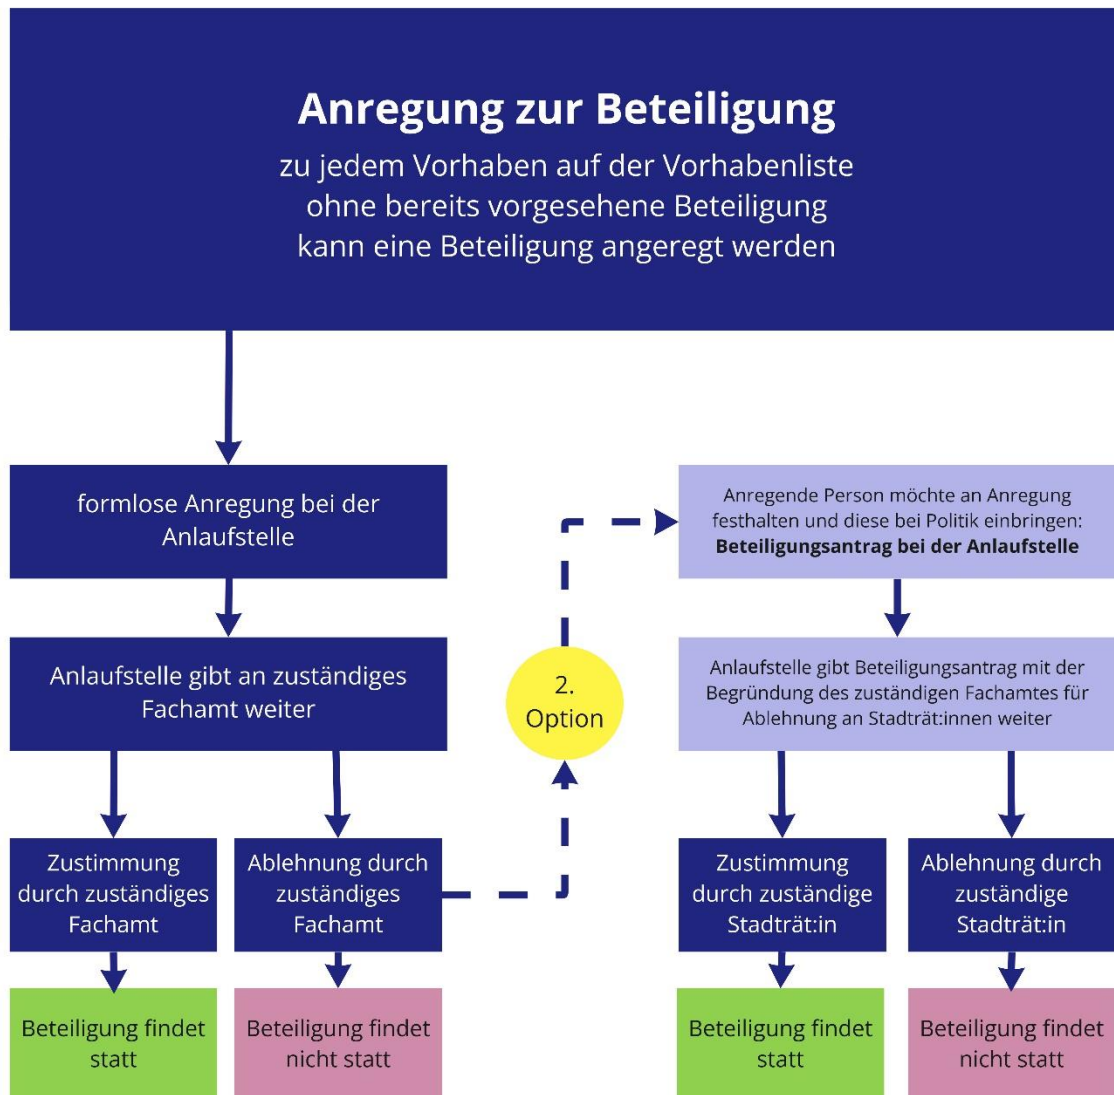 Anregung zur Beteiligung
zu jedem Vorhaben auf der Vorhabenliste
ohne bereits vorgesehene Beteiligung
kann eine Beteiligung angeregt werden
formlose Anregung bei der
Anlaufstelle
Anlaufstelle gibt an zuständiges
Fachamt weiter
Zustimmung
durch zuständiges
Fachamt
Ablehnung durch
zuständiges
Fachamt
Beteiligung findet
statt
Beteiligung findet
nicht statt
2.
Option
Anregende Person möchte an Anregung
festhalten und diese bei Politik einbringen:
Beteiligungsantrag bei der Anlaufstelle
Anlaufstelle gibt Beteiligungsantrag mit der
Begründung des zuständigen Fachamtes für
Ablehnung an Stadträt:innen weiter
Zustimmung
durch zuständige
Stadträt:in
Ablehnung durch
zuständige
Stadträt:in
Beteiligung findet
statt
Beteiligung findet
nicht statt